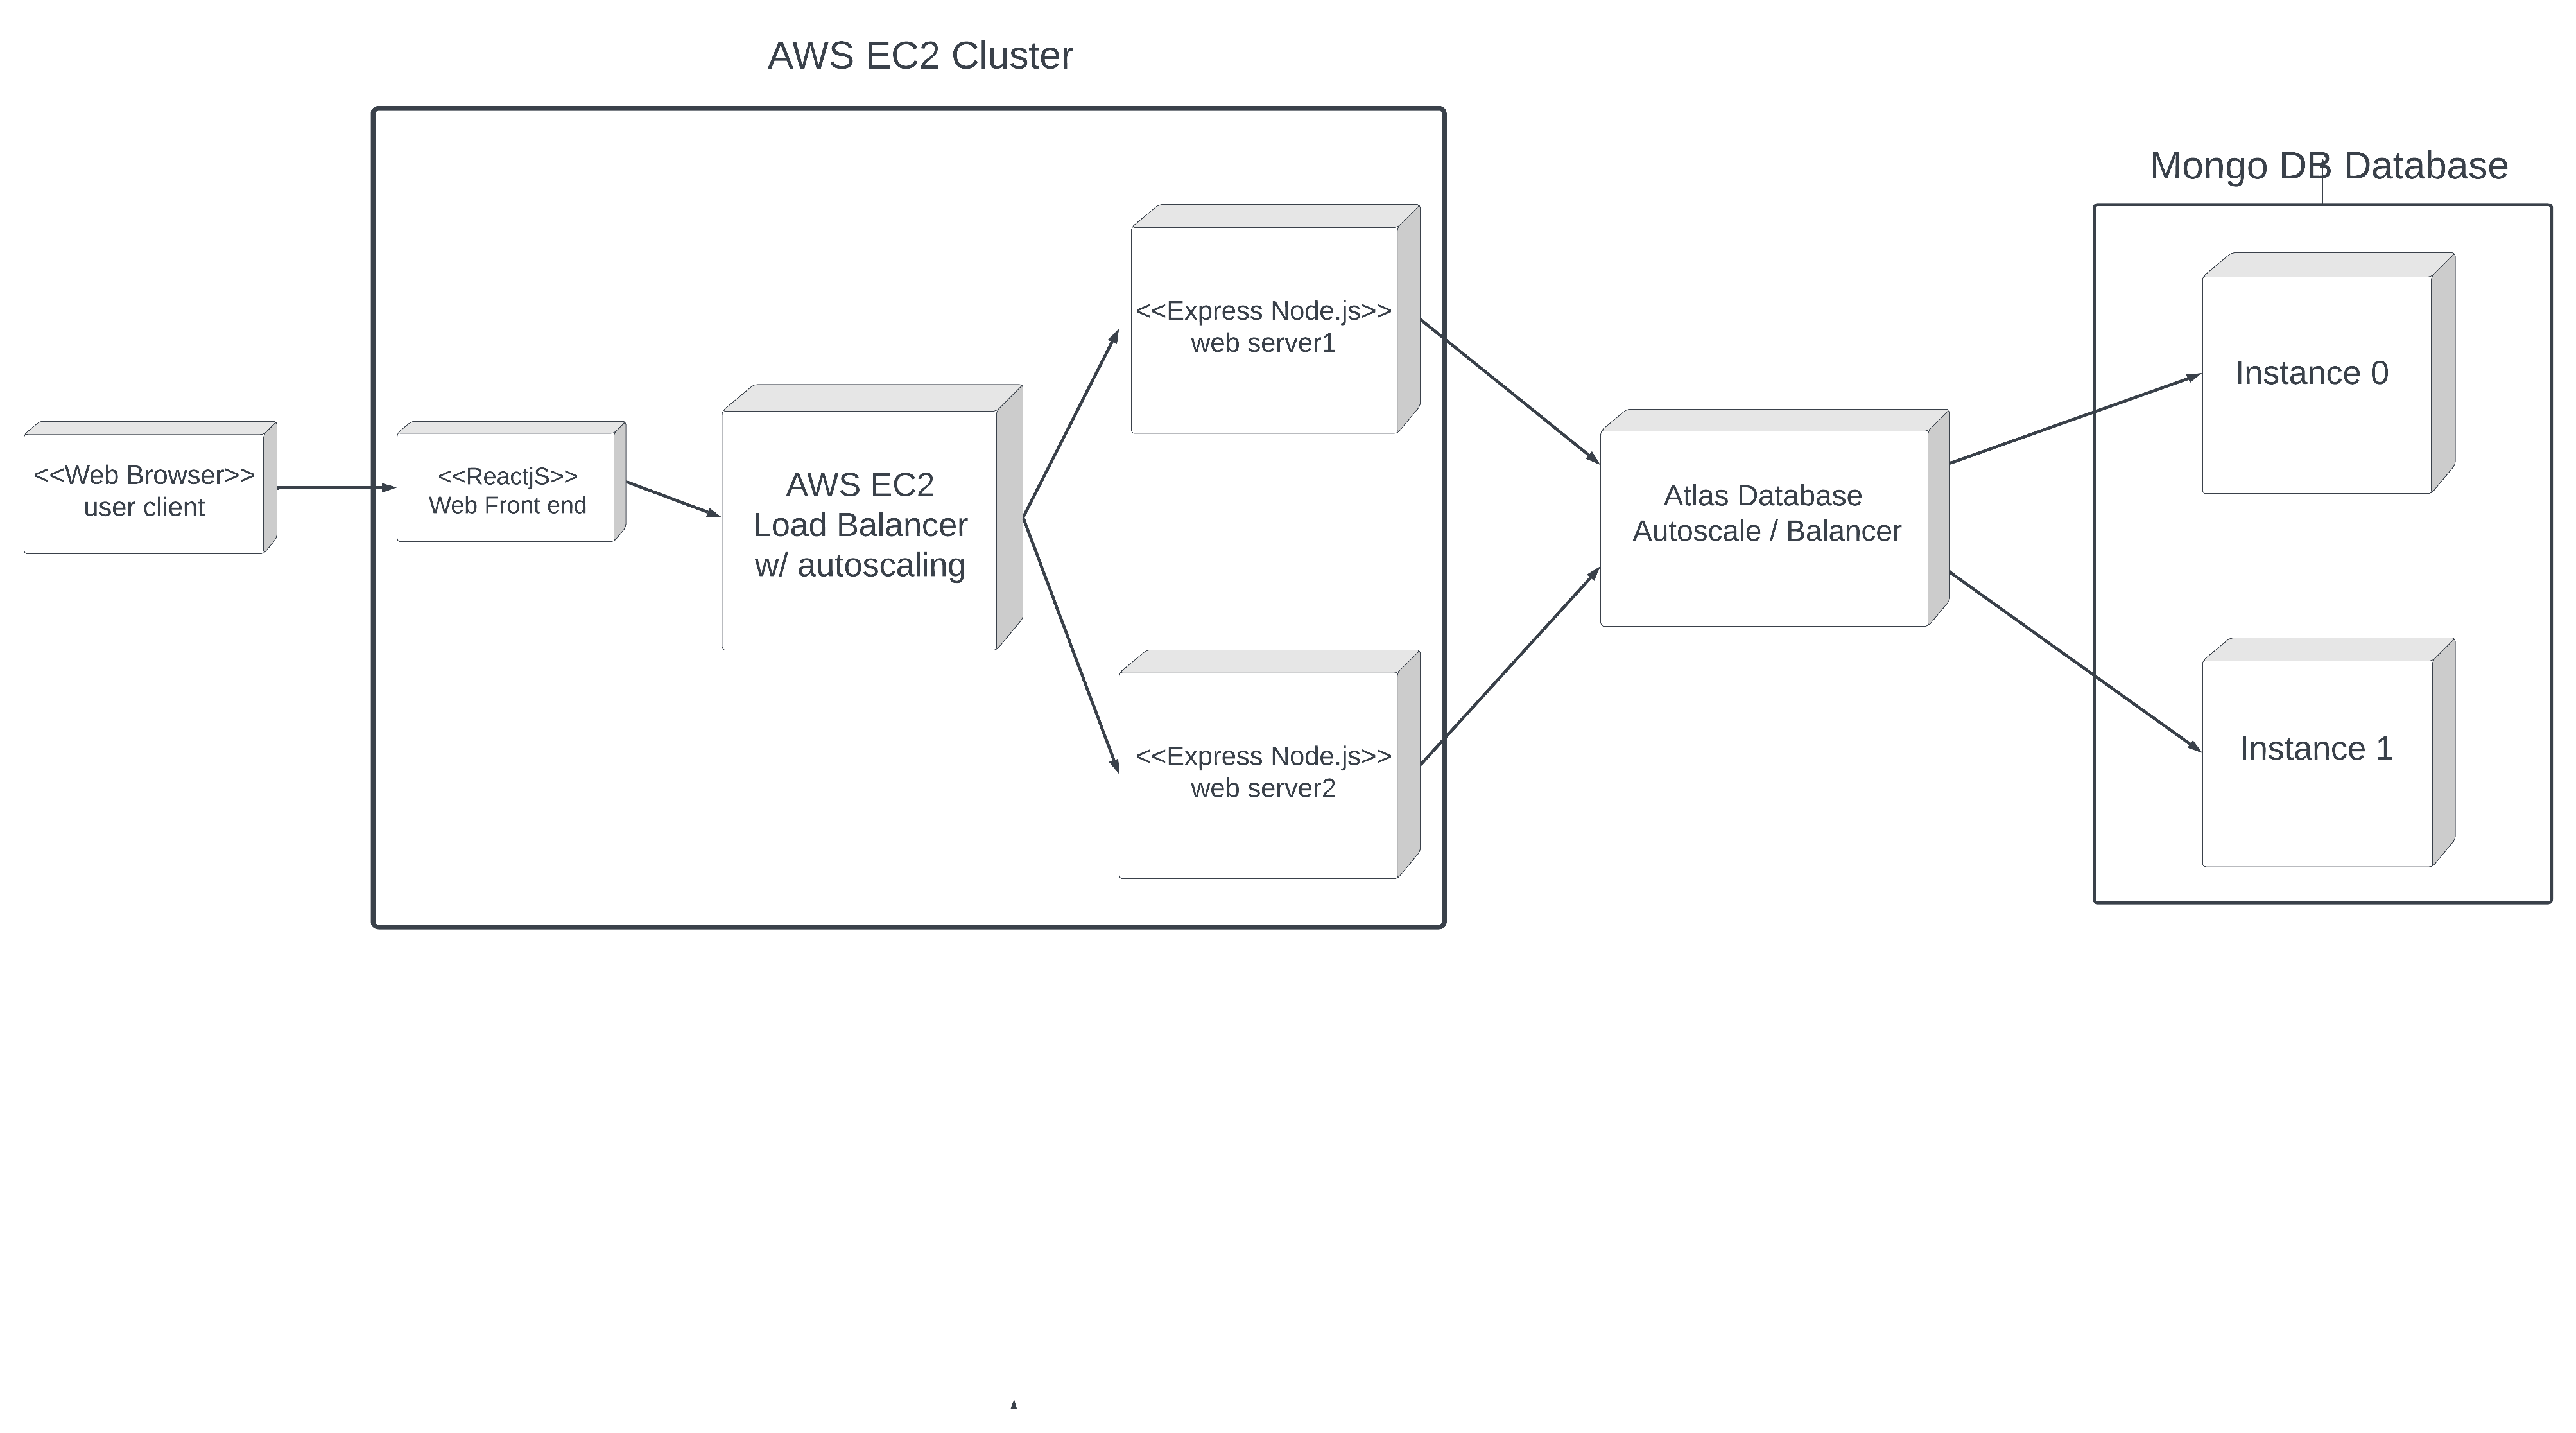 AWS EC2 Cluster
Mongo DB Database
<<Web Browser>>
user client
<<ReactjS>>
Web Front end
AWS EC2
Load Balancer
w/ autoscaling
<<Express Node.js>>
web server1
<<Express Node.js>>
web server2
Atlas Database
Autoscale / Balancer
Instance 0
Instance 1